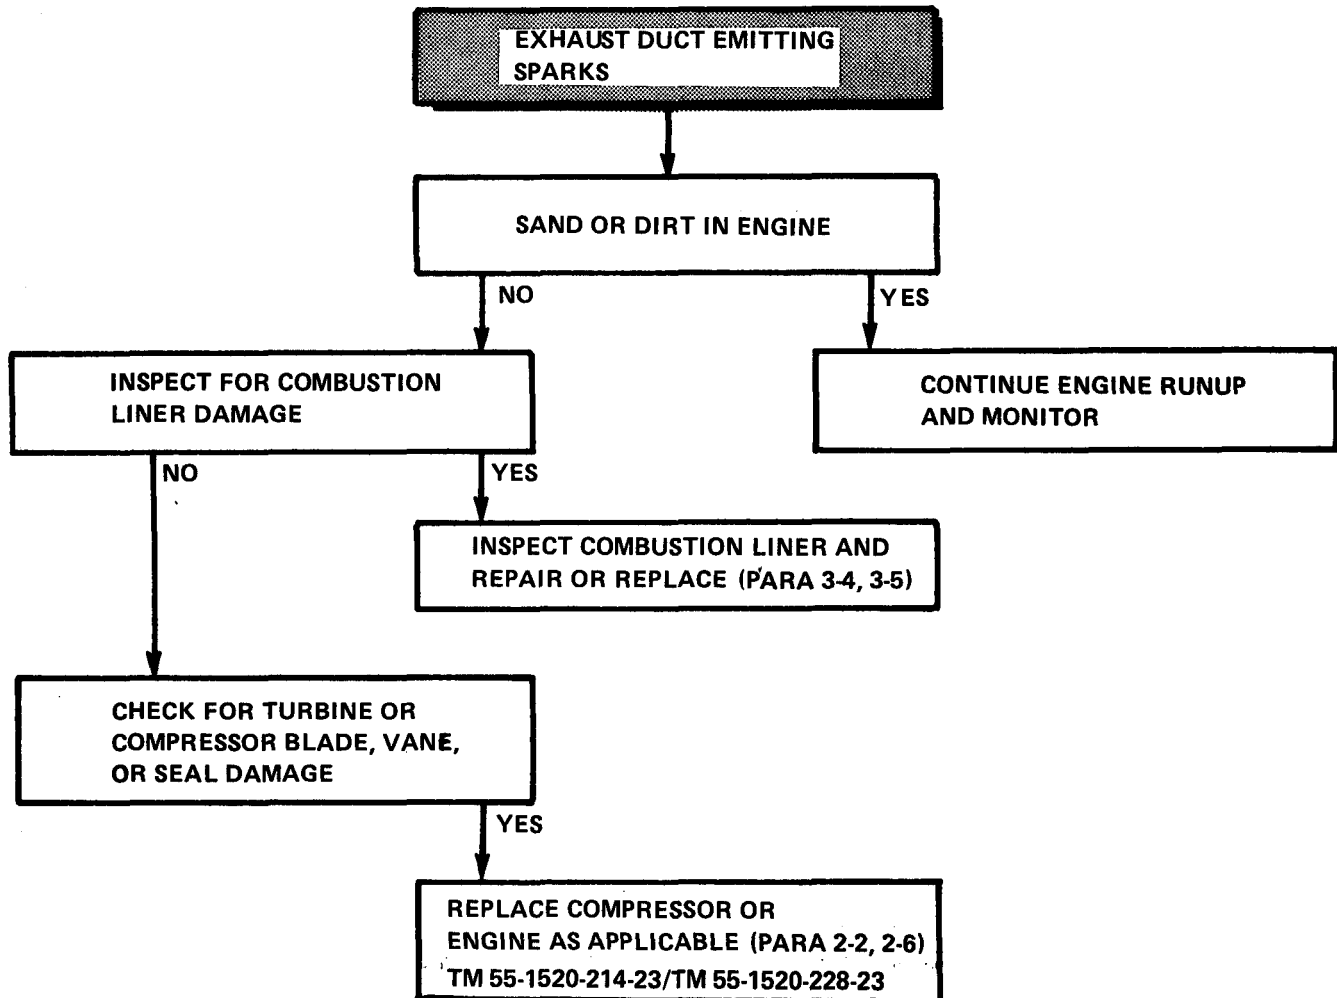 EXHAUST DUCT EMITTING
SPARKS
SAND OR DIRT IN ENGINE
NO
YES
INSPECT FOR COMBUSTION
LINER DAMAGE
CONTINUE ENGINE RUNUP
AND MONITOR
NO
YES
INSPECT COMBUSTION LINER AND
REPAIR OR REPLACE (PARA 3-4, 3-5)
CHECK FOR TURBINE OR
COMPRESSOR BLADE, VANE,
OR SEAL DAMAGE
YES
REPLACE COMPRESSOR OR
ENGINE AS APPLICABLE (PARA 2-2, 2-6)
TM 55-1520-214-23/TM 55-1520-228-23